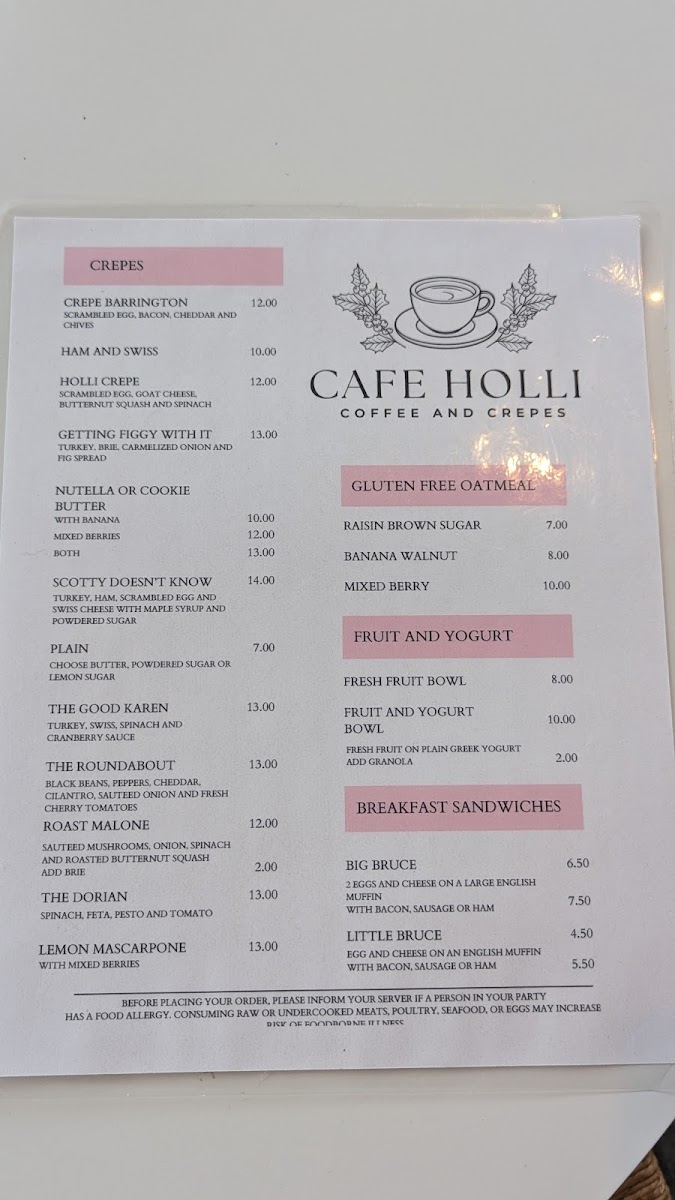 CREPES
CREPE BARRINGTON 12.00
SCRAMBLED EGG, BACON, CHEDDAR AND
CHIVES
HAM AND SWISS 10.00
HOLLI CREPE 12.00
SCRAMBLED EGG, GOAT CHEESE,
BUTTERNUT SQUASH AND SPINACH
GETTING FIGGY WITH IT 13.00
TURKEY, BRIE, CARMELIZED ONION AND
FIG SPREAD
NUTELLA OR COOKIE
BUTTER
WITH BANANA 10.00
MIXED BERRIES 12.00
BOTH 13.00
SCOTTY DOESN'T KNOW 14.00
TURKEY, HAM, SCRAMBLED EGG AND
SWISS CHEESE WITH MAPLE SYRUP AND
POWDERED SUGAR
PLAIN 7.00
CHOOSE BUTTER, POWDERED SUGAR OR
LEMON SUGAR
THE GOOD KAREN 13.00
TURKEY, SWISS, SPINACH AND
CRANBERRY SAUCE
THE ROUNDABOUT 13.00
BLACK BEANS, PEPPERS, CHEDDAR,
CILANTRO, SAUTEED ONION AND FRESH
CHERRY TOMATOES
ROAST MALONE 12.00
SAUTEED MUSHROOMS, ONION, SPINACH
AND ROASTED BUTTERNUT SQUASH
ADD BRIE 2.00
THE DORIAN 13.00
SPINACH, FETA, PESTO AND TOMATO
LEMON MASCARPONE 13.00
WITH MIXED BERRIES
CAFE HOLLI
COFFEE AND CREPES
GLUTEN FREE OATMEAL
RAISIN BROWN SUGAR 7.00
BANANA WALNUT 8.00
MIXED BERRY 10.00
FRUIT AND YOGURT
FRESH FRUIT BOWL 8.00
FRUIT AND YOGURT
BOWL 10.00
FRESH FRUIT ON PLAIN GREEK YOGURT
ADD GRANOLA 2.00
BREAKFAST SANDWICHES
BIG BRUCE 6.50
2 EGGS AND CHEESE ON A LARGE ENGLISH
MUFFIN
WITH BACON, SAUSAGE OR HAM 7.50
LITTLE BRUCE 4.50
EGG AND CHEESE ON AN ENGLISH MUFFIN
WITH BACON, SAUSAGE OR HAM 5.50
BEFORE PLACING YOUR ORDER, PLEASE INFORM YOUR SERVER IF A PERSON IN YOUR PARTY
HAS A FOOD ALLERGY. CONSUMING RAW OR UNDERCOOKED MEATS, POULTRY, SEAFOOD, OR EGGS MAY INCREASE
RISK OF FOODBORNE ILLNESS